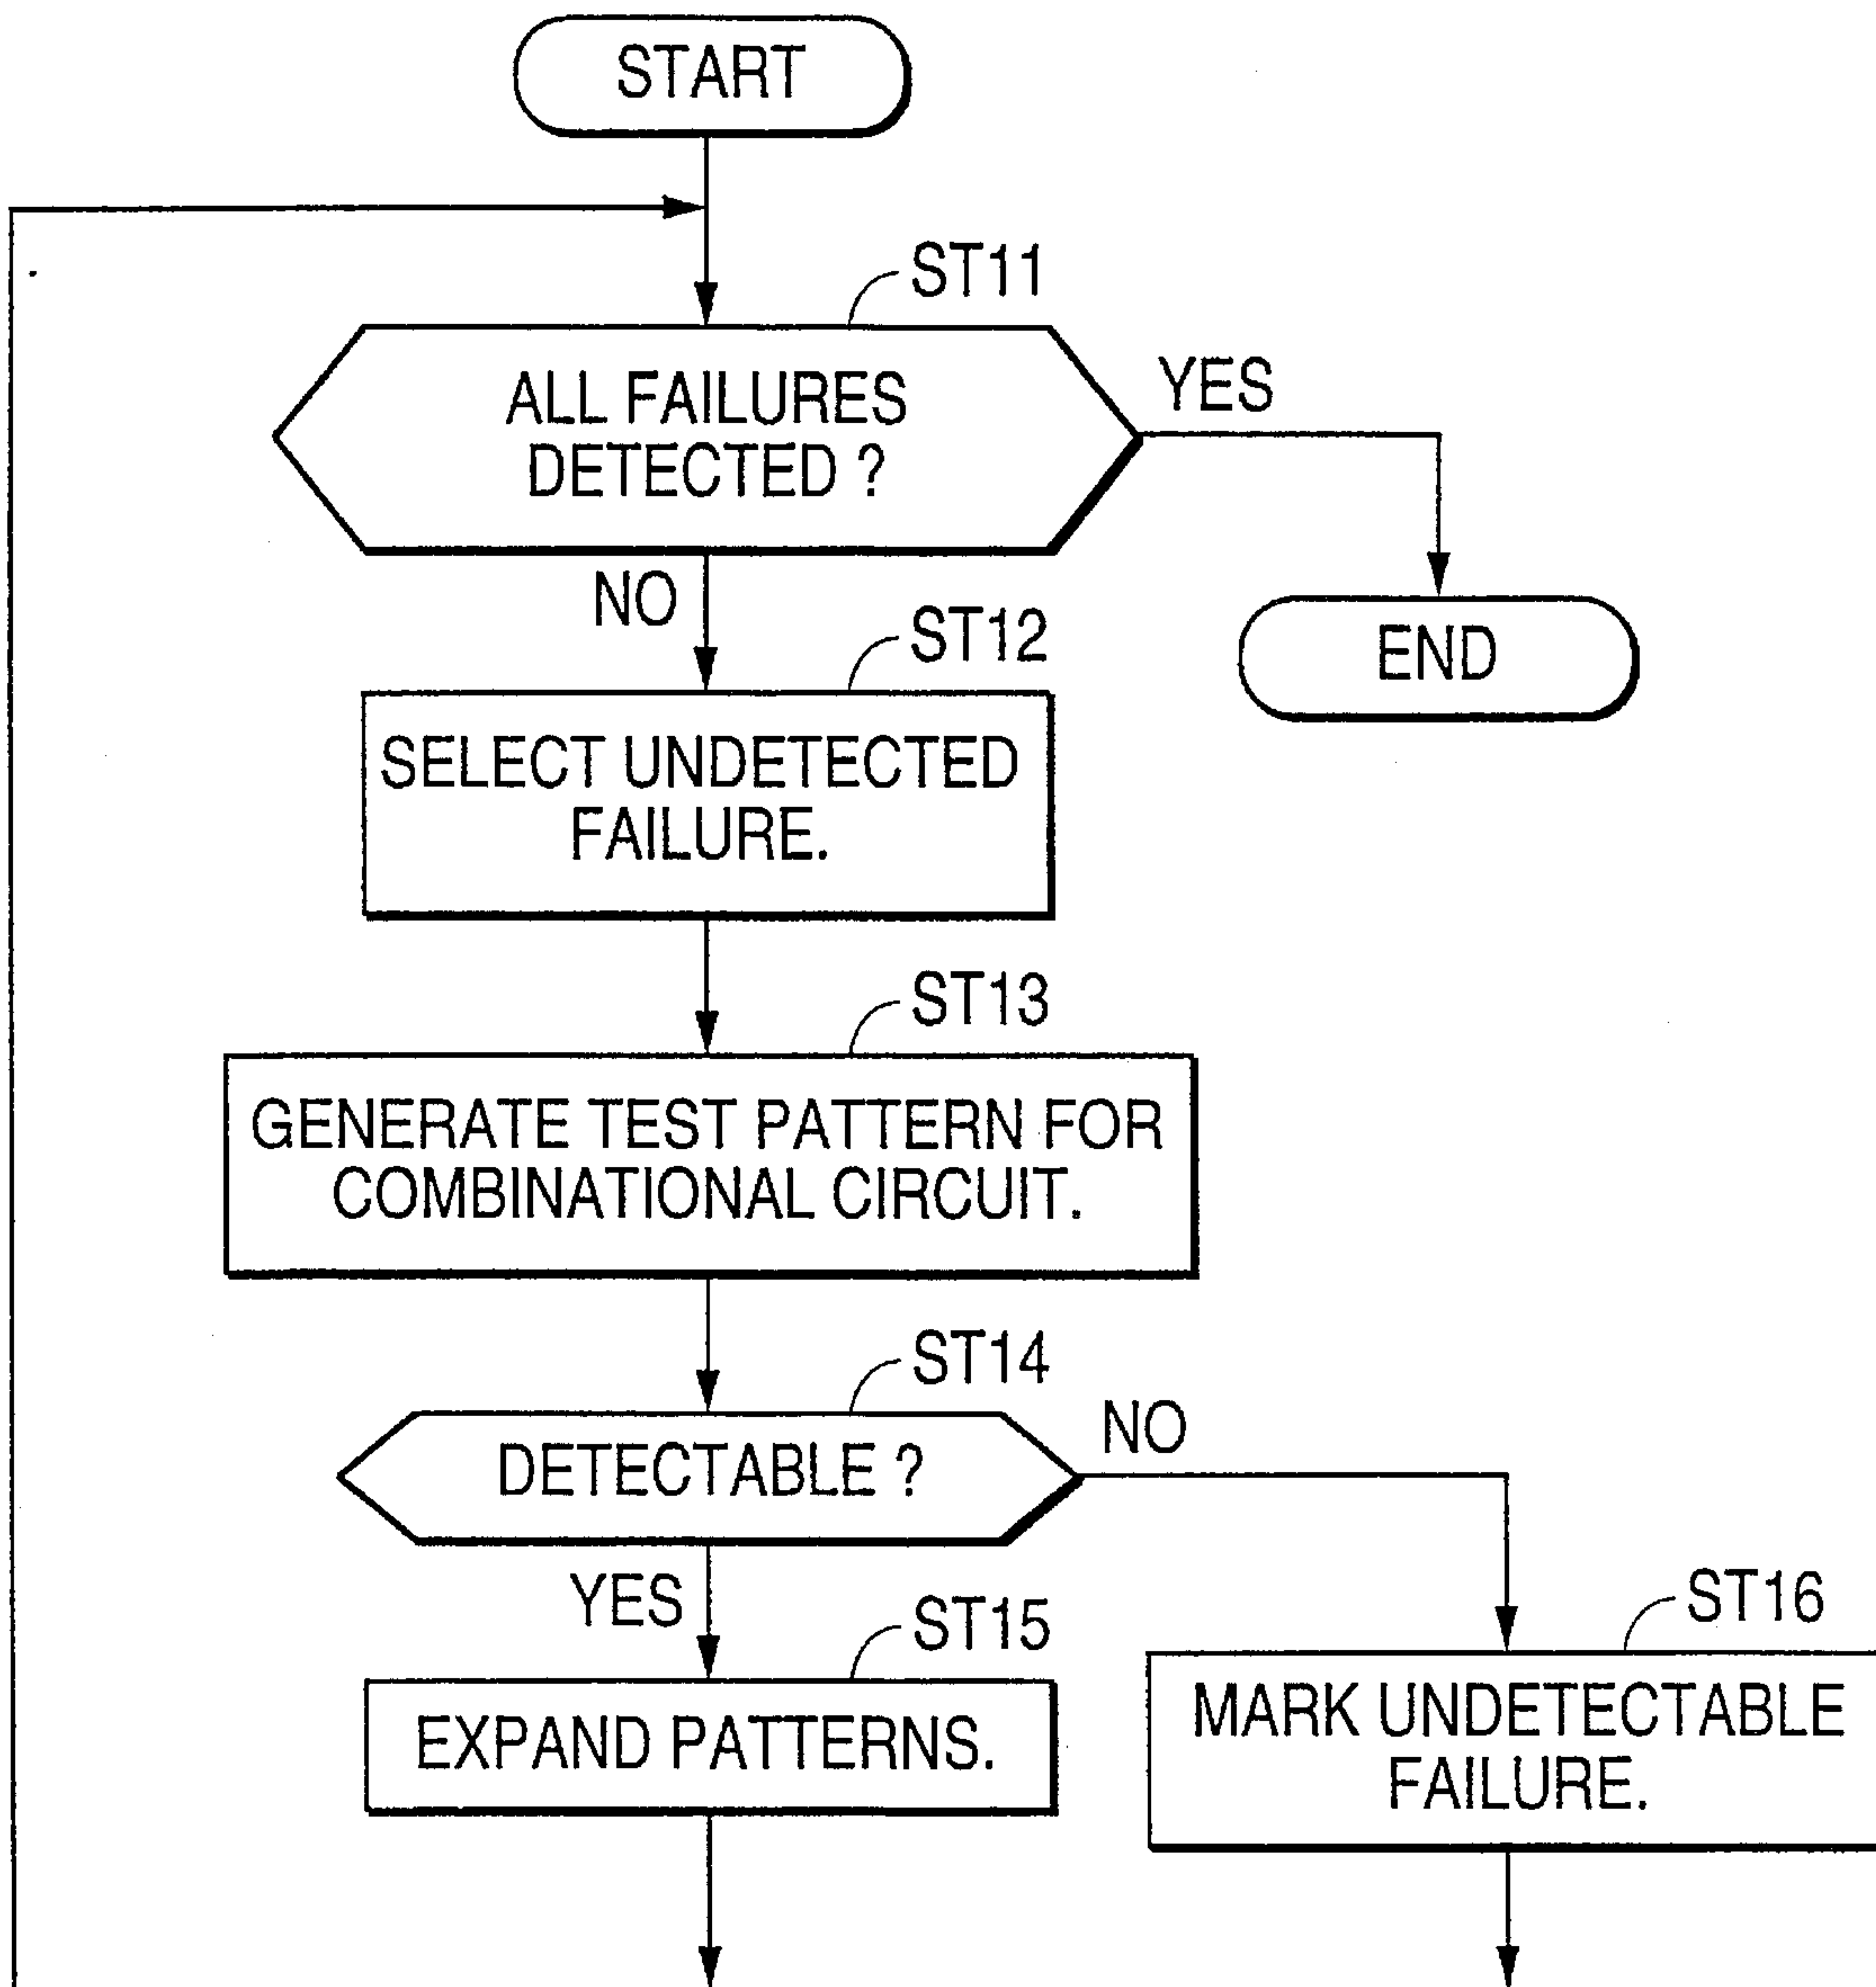 START
ST11
ALL FAILURES
DETECTED ?
YES
NO
END
ST12
SELECT UNDETECTED
FAILURE.
ST13
GENERATE TEST PATTERN FOR
COMBINATIONAL CIRCUIT.
ST14
DETECTABLE ?
NO
YES
ST15
ST16
EXPAND PATTERNS.
MARK UNDETECTABLE
FAILURE.